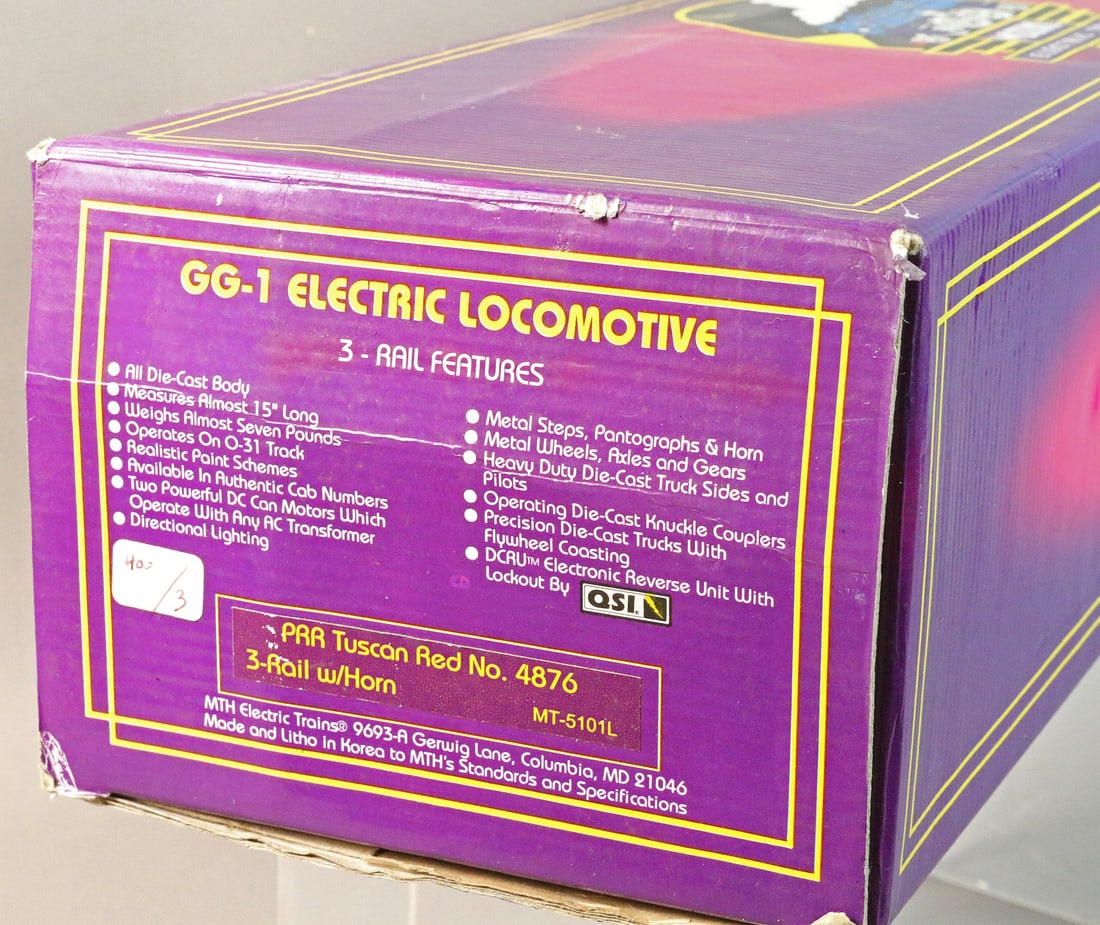 GG-1 ELECTRIC LOCOMOTIVE
3 - RAIL FEATURES
All Die-Cast Body
Measures Almost 15" Long
Weighs Almost Seven Pounds
Operates On O-31 Track
Realistic Paint Schemes
Available In Authentic Cab Numbers
Two Powerful DC Can Motors Which
Operate With Any AC Transformer
Directional Lighting
Metal Steps, Pantographs & Horn
Metal Wheels, Axles and Gears
Heavy Duty Die-Cast Truck Sides and
Pilots
Operating Die-Cast Knuckle Couplers
Precision Die-Cast Trucks With
Flywheel Coasting
DCRU™ Electronic Reverse Unit With
Lockout By QSI
/3
PRR Tuscan Red No. 4876
3-Rail w/Horn
MT-5101L
MTH Electric Trains® 9693-A Gerwig Lane, Columbia, MD 21046
Made and Litho in Korea to MTH's Standards and Specifications